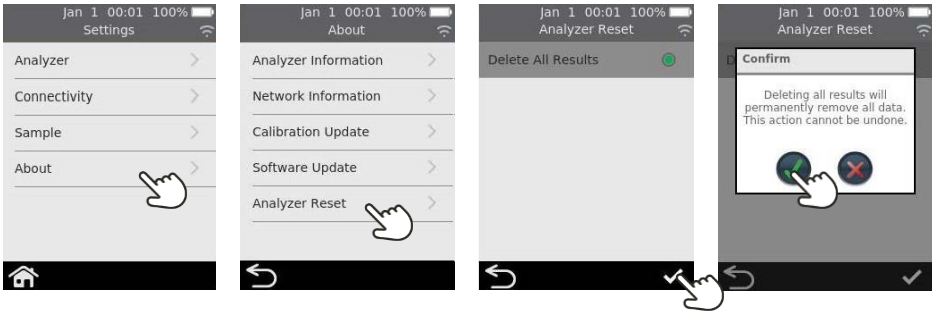 Jan 1 00:01 100%
Settings
Analyzer
Connectivity
Sample
About
Jan 1 00:01 100%
About
Analyzer Information
Network Information
Calibration Update
Software Update
Analyzer Reset
Jan 1 00:01 100%
Analyzer Reset
Delete All Results
Jan 1 00:01 100%
Analyzer Reset
D
Confirm
Deleting all results will
permanently remove all data.
This action cannot be undone.